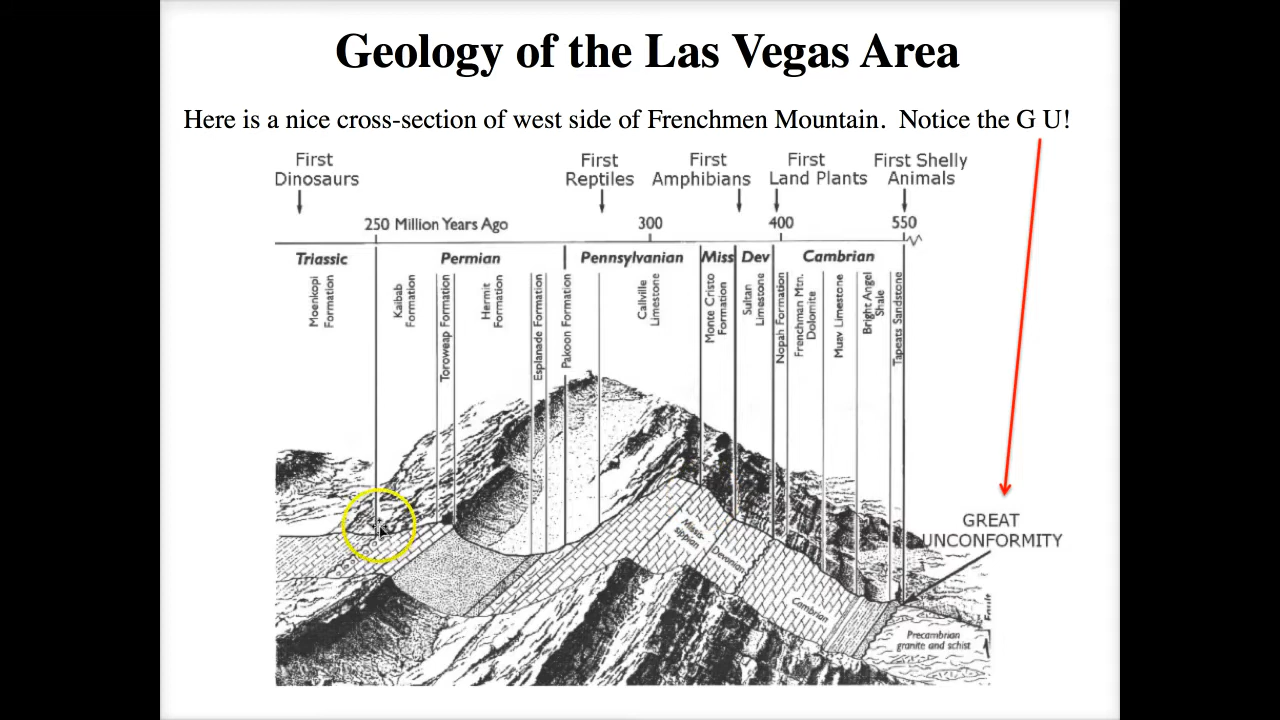 Geology of the Las Vegas Area
Here is a nice cross-section of west side of Frenchmen Mountain. Notice the G U!
First
Dinosaurs
First
Reptiles
First
Amphibians
First
Land Plants
First Shelly
Animals
250 Million Years Ago
300
400
550
Triassic
Permian
Pennsylvanian
Miss
Dev
Cambrian
Moenkopi
Formation
Kaibab
Formation
Toroweap Formation
Hermit
Formation
Esplanade Formation
Pakoon Formation
Callville
Limestone
Monte Cristo
Formation
Sultan
Limestone
Nopah Formation
Frenchman Mtn.
Dolomite
Muav Limestone
Bright Angel
Shale
Tapeats Sandstone
GREAT
UNCONFORMITY
Missis-
sippian
Devonian
Cambrian
Precambrian
granite and schist